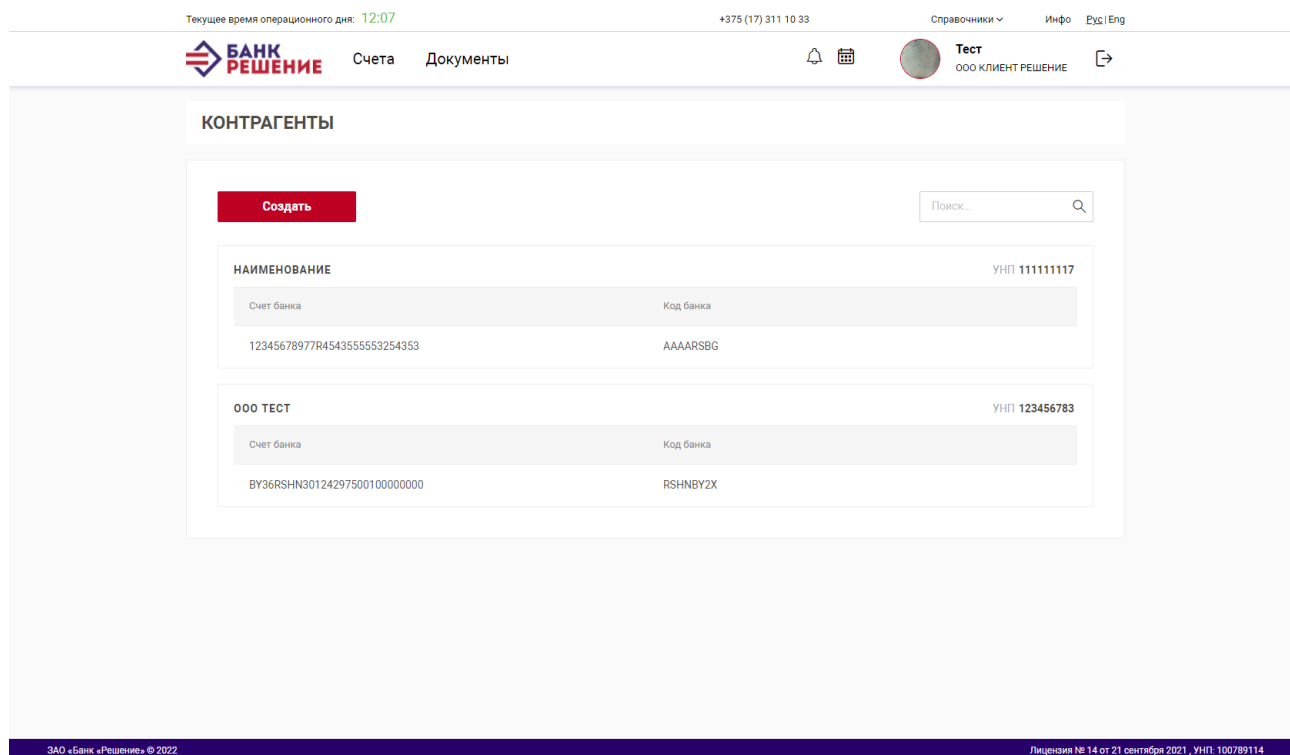 Текущее время операционного дня: 12:07
+375 (17) 311 10 33
Справочники
Инфо
Рус | Eng
БАНК
РЕШЕНИЕ
Счета
Документы
Тест
ООО КЛИЕНТ РЕШЕНИЕ
КОНТРАГЕНТЫ
Создать
Поиск...
НАИМЕНОВАНИЕ
УНП 111111117
Счет банка
Код банка
12345678977R4543555553254353
AAAARSBG
ООО ТЕСТ
УНП 123456783
Счет банка
Код банка
BY36RSHN30124297500100000000
RSHNBY2X
ЗАО «Банк «Решение» © 2022
Лицензия № 14 от 21 сентября 2021 , УНП: 100789114